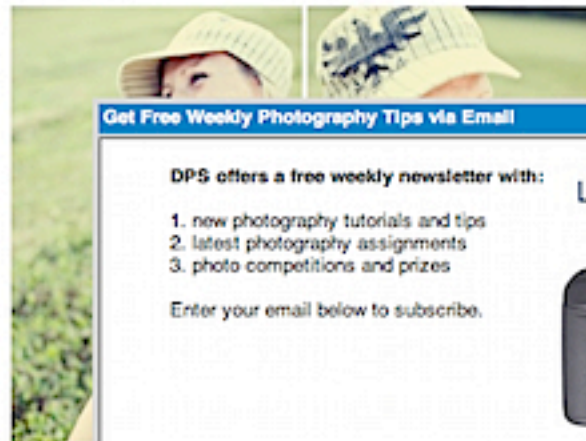 Get Free Weekly Photography Tips via Email
DPS offers a free weekly newsletter with:
1. new photography tutorials and tips
2. latest photography assignments
3. photo competitions and prizes
Enter your email below to subscribe.